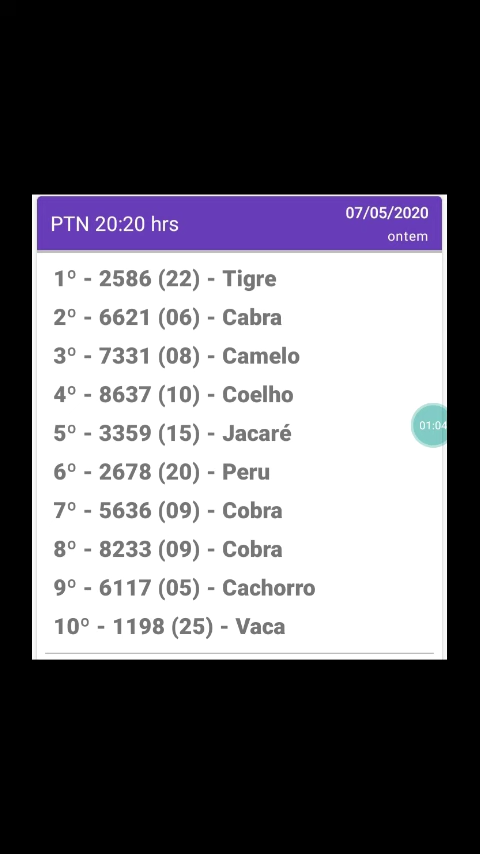 PTN 20:20 hrs
07/05/2020
ontem
1º - 2586 (22) - Tigre
2º - 6621 (06) - Cabra
3º - 7331 (08) - Camelo
4º - 8637 (10) - Coelho
01:04
5º - 3359 (15) - Jacaré
6º - 2678 (20) - Peru
7º - 5636 (09) - Cobra
8º - 8233 (09) - Cobra
9º - 6117 (05) - Cachorro
10º - 1198 (25) - Vaca